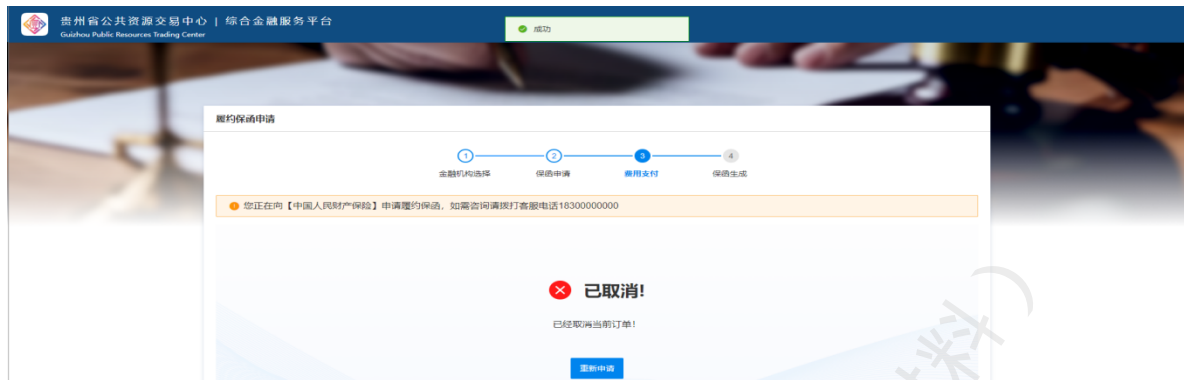 贵州省公共资源交易中心 | 综合金融服务平台
Guizhou Public Resources Trading Center
成功
履约保函申请
1 2 3 4
金融机构选择 保函申请 费用支付 保函生成
您正在向【中国人民财产保险】申请履约保函，如需咨询请拨打客服电话18300000000
已取消!
已经取消当前订单!
重新申请
料）